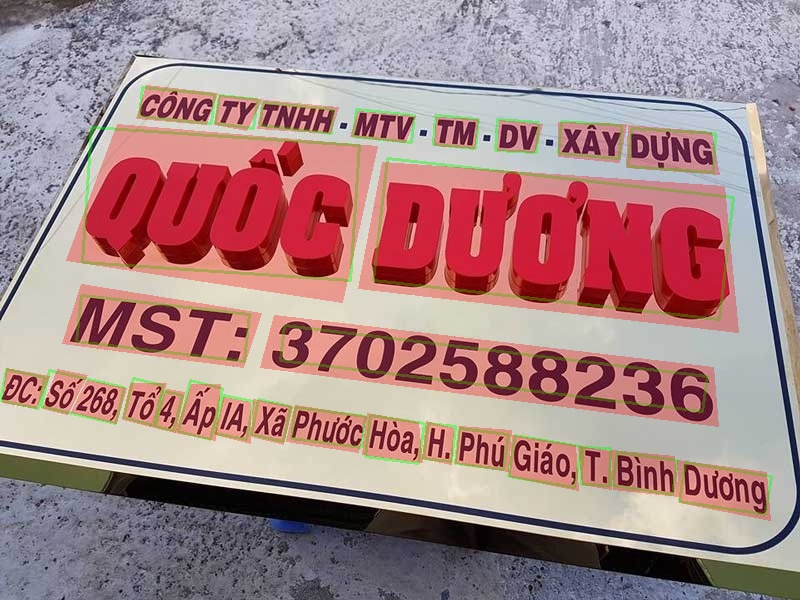 CÔNG TY TNHH - MTV - TM - DV - XÂY DỰNG
QUỐC DƯƠNG
MST: 3702588236
ĐC: Số 268, Tổ 4, Ấp 1A, Xã Phước Hòa, H. Phú Giáo, T. Bình Dương